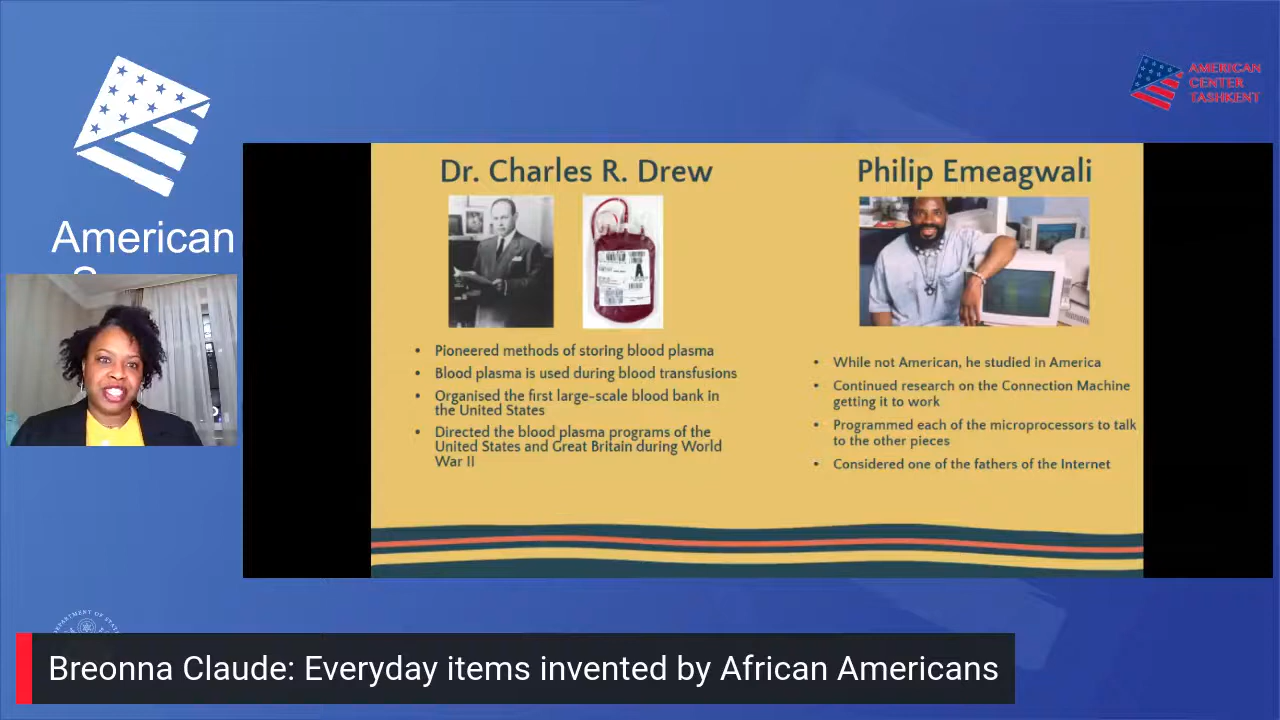 American
AMERICAN
CENTER
TASHKENT
Dr. Charles R. Drew
• Pioneered methods of storing blood plasma
• Blood plasma is used during blood transfusions
• Organised the first large-scale blood bank in
the United States
• Directed the blood plasma programs of the
United States and Great Britain during World
War II
Philip Emeagwali
• While not American, he studied in America
• Continued research on the Connection Machine
getting it to work
• Programmed each of the microprocessors to talk
to the other pieces
• Considered one of the fathers of the Internet
DEPARTMENT OF STATE
Breonna Claude: Everyday items invented by African Americans